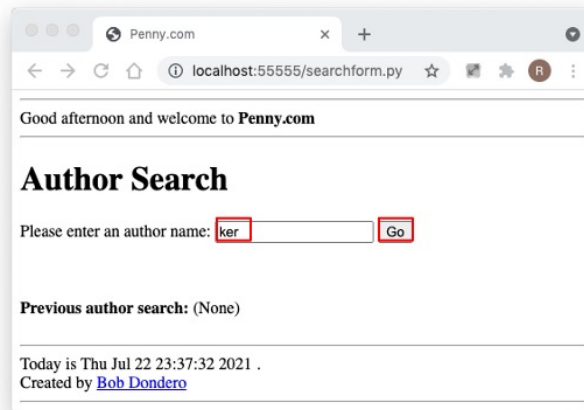 Penny.com
localhost:55555/searchform.py
R
Good afternoon and welcome to Penny.com
Author Search
Please enter an author name: ker Go
Previous author search: (None)
Today is Thu Jul 22 23:37:32 2021 .
Created by Bob Dondero